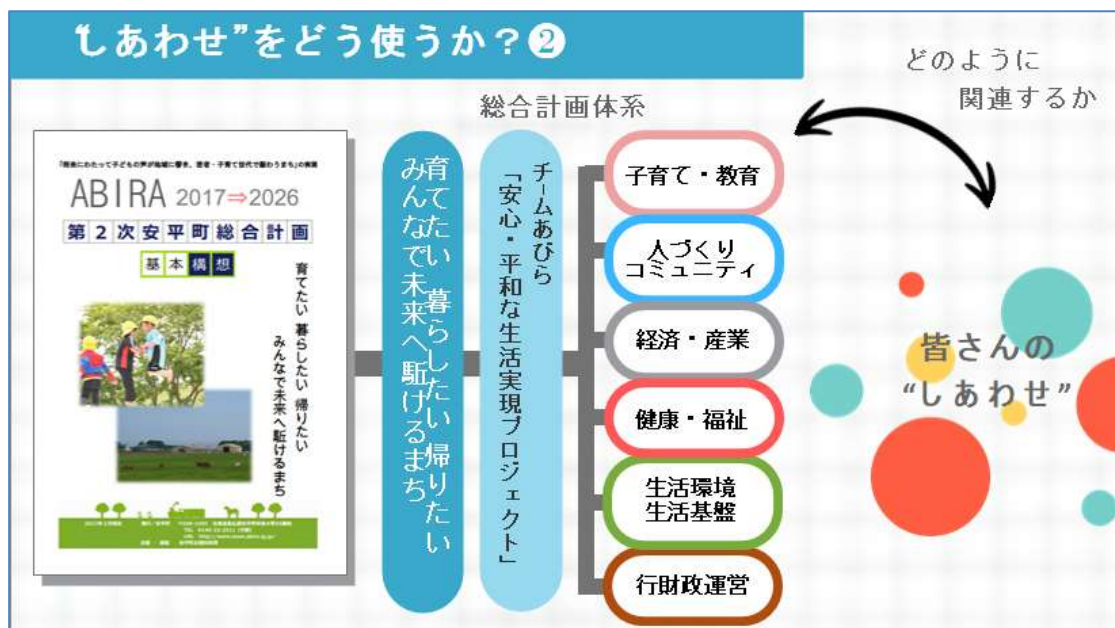 “しあわせ”をどう使うか？❷
どのように
関連するか
総合計画体系
「将来にわたって子どもの声が地域に響き、若者・子育て世代で賑わうまち」の実現
ABIRA 2017⇒2026
第2次安平町総合計画
基本構想
育てたい 暮らしたい 帰りたい
みんなで未来へ駈けるまち
育てたい 暮らしたい 帰りたい
みんなで未来へ駈けるまち
チームあびら
「安心・平和な生活実現プロジェクト」
子育て・教育
人づくり
コミュニティ
経済・産業
健康・福祉
生活環境
生活基盤
行財政運営
皆さんの
“しあわせ”